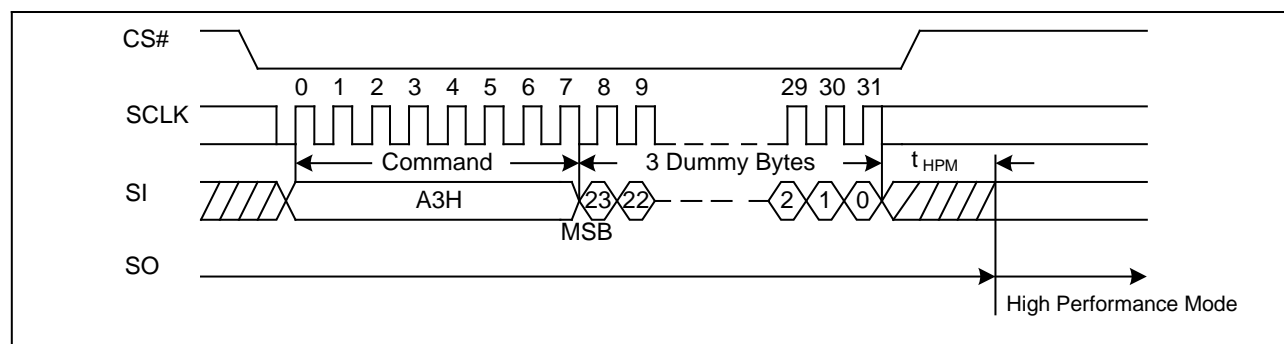 CS#
0 1 2 3 4 5 6 7 8 9 29 30 31
SCLK
Command 3 Dummy Bytes t HPM
SI A3H 23 22 2 1 0
MSB
SO
High Performance Mode